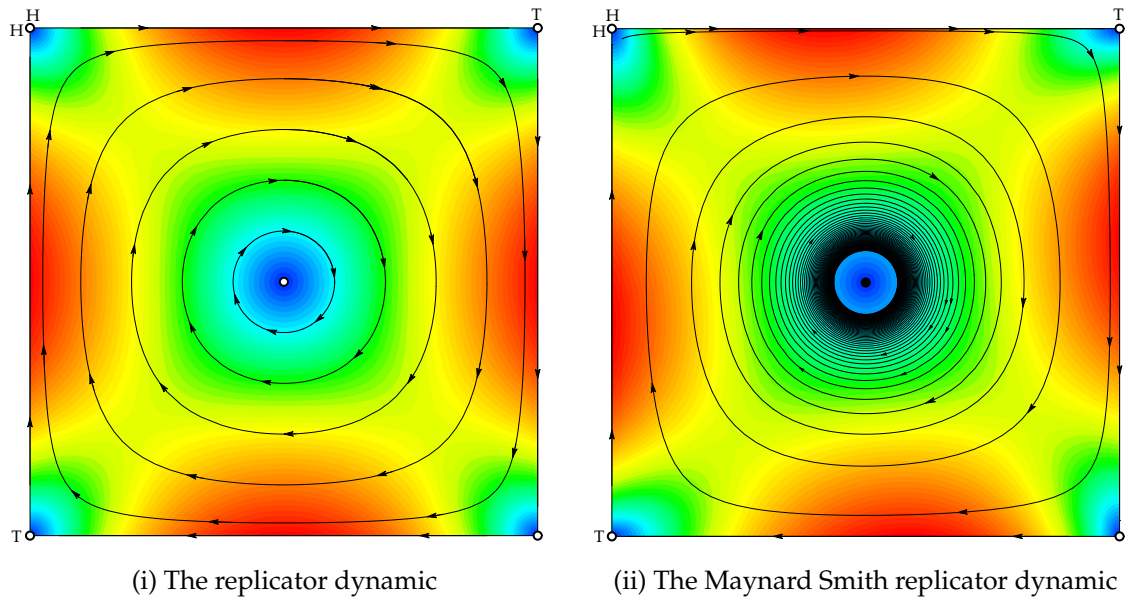 H
H
T
T
H
H
T
T
(i) The replicator dynamic
(ii) The Maynard Smith replicator dynamic